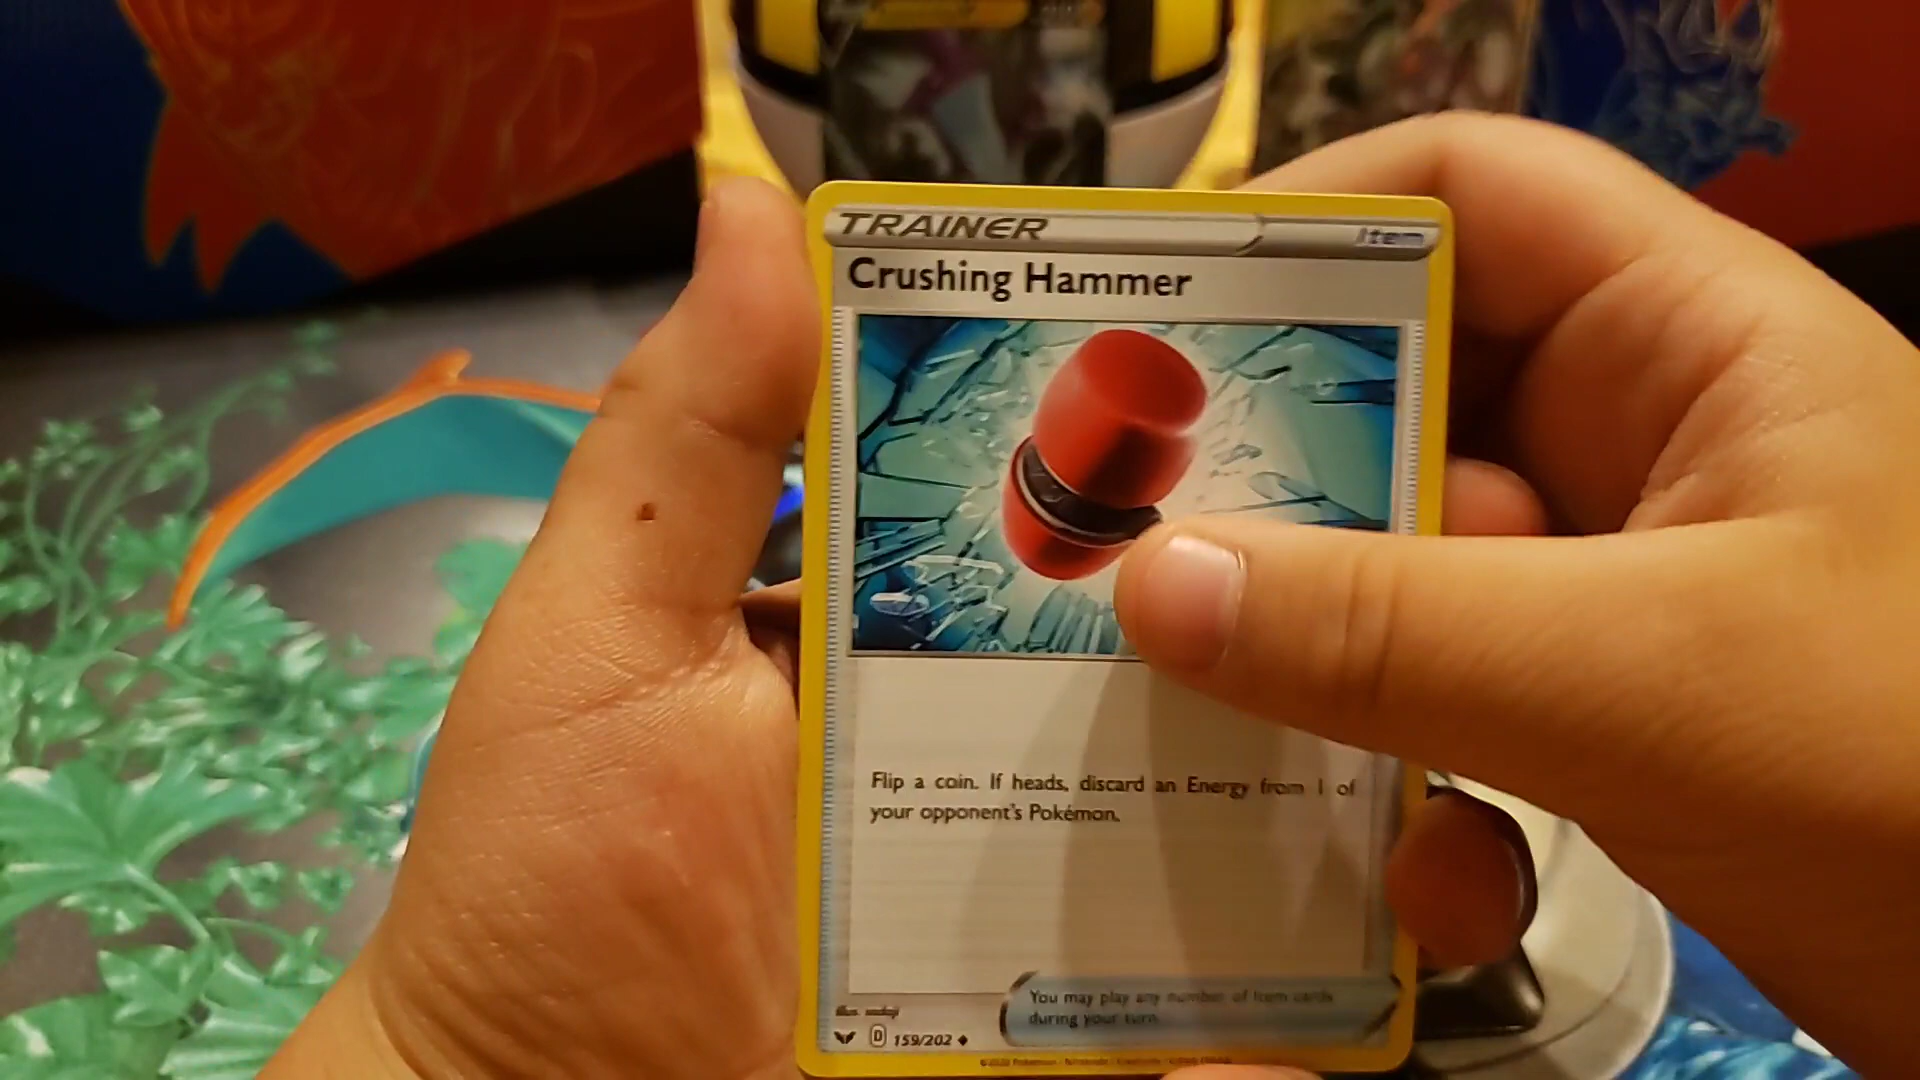 TRAINER Item
Crushing Hammer
Flip a coin. If heads, discard an Energy from 1 of
your opponent's Pokémon.
You may play any number of Item cards
during your turn.
D 159/202